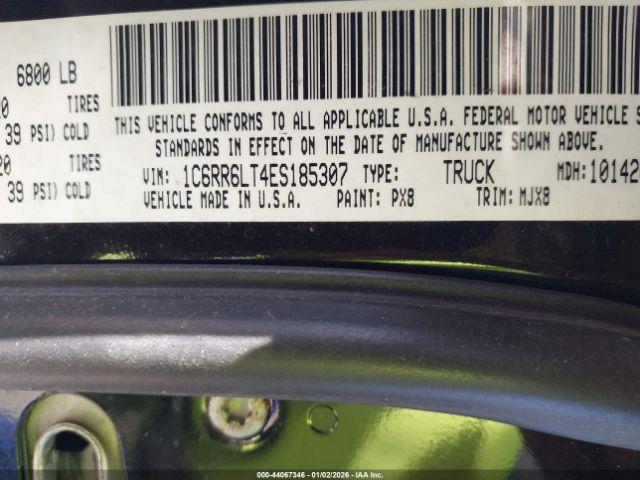 6800 LB
20 TIRES
39 PSI) COLD
20 TIRES
39 PSI) COLD
THIS VEHICLE CONFORMS TO ALL APPLICABLE U.S.A. FEDERAL MOTOR VEHICLE S
STANDARDS IN EFFECT ON THE DATE OF MANUFACTURE SHOWN ABOVE.
VIN: 1C6RR6LT4ES185307 TYPE: TRUCK MDH: 10142
VEHICLE MADE IN U.S.A. PAINT: PX8 TRIM: MJX8
000-44067346 - 01/02/2026 - IAA Inc.